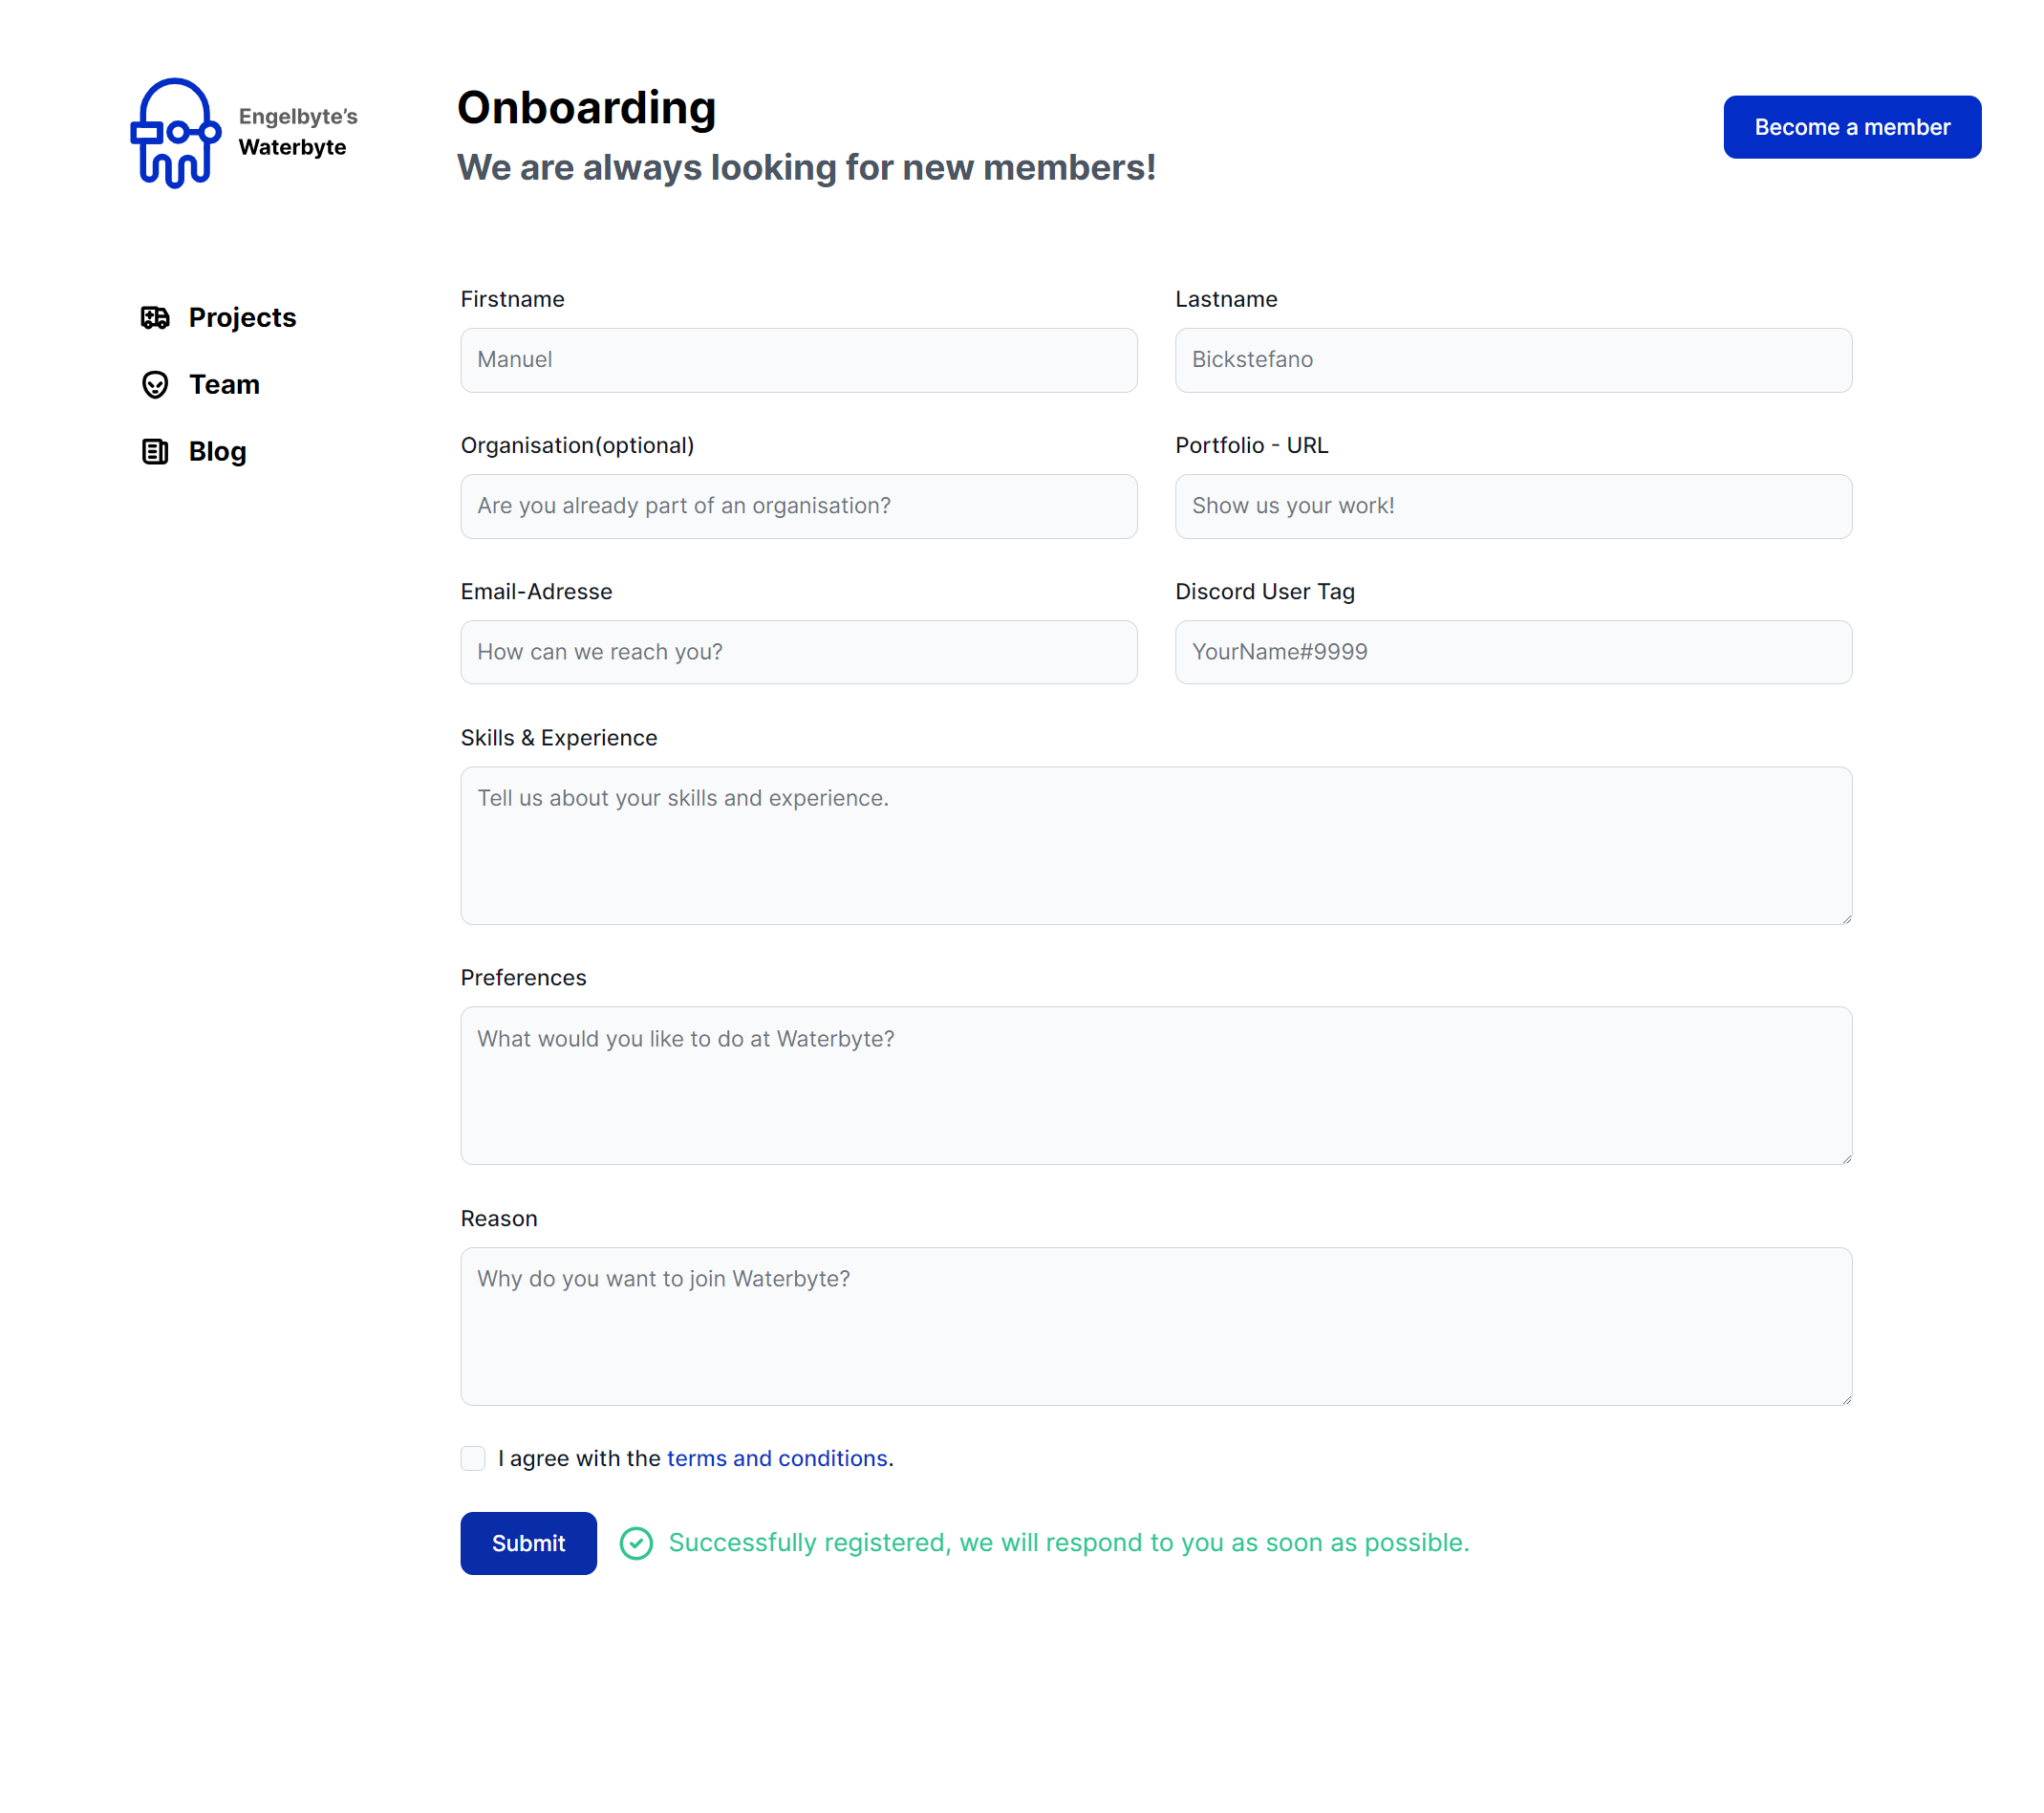 Engelbyte’s
Waterbyte
Onboarding
We are always looking for new members!
Become a member
Projects
Team
Blog
Firstname
Lastname
Manuel
Bickstefano
Organisation(optional)
Portfolio - URL
Are you already part of an organisation?
Show us your work!
Email-Adresse
Discord User Tag
How can we reach you?
YourName#9999
Skills & Experience
Tell us about your skills and experience.
Preferences
What would you like to do at Waterbyte?
Reason
Why do you want to join Waterbyte?
I agree with the terms and conditions.
Submit
Successfully registered, we will respond to you as soon as possible.